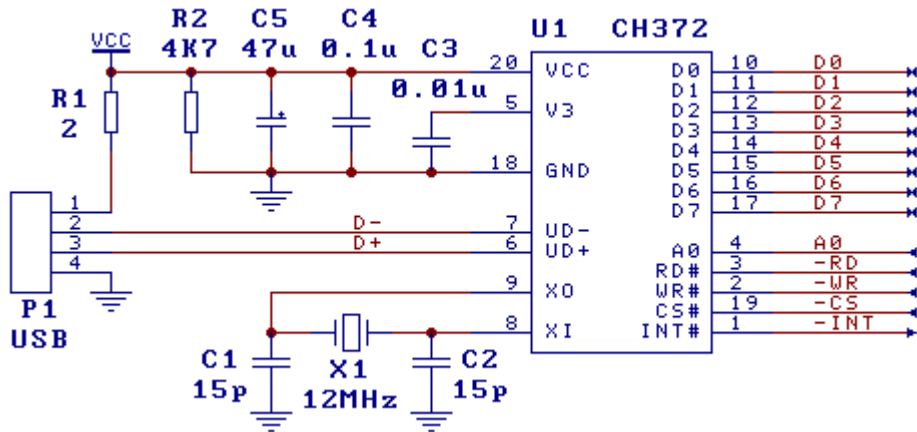 VCC
R1
2
R2
4K7
C5
47u
C4
0.1u
C3
0.01u
U1 CH372
20 VCC
5 V3
18 GND
7 UD-
6 UD+
9 XO
8 XI
D0 10 D0
D1 11 D1
D2 12 D2
D3 13 D3
D4 14 D4
D5 15 D5
D6 16 D6
D7 17 D7
A0 4 A0
RD# 3 -RD
WR# 2 -WR
CS# 19 -CS
INT# 1 -INT
1
2
3
4
D-
D+
P1
USB
C1
15p
X1
12MHz
C2
15p